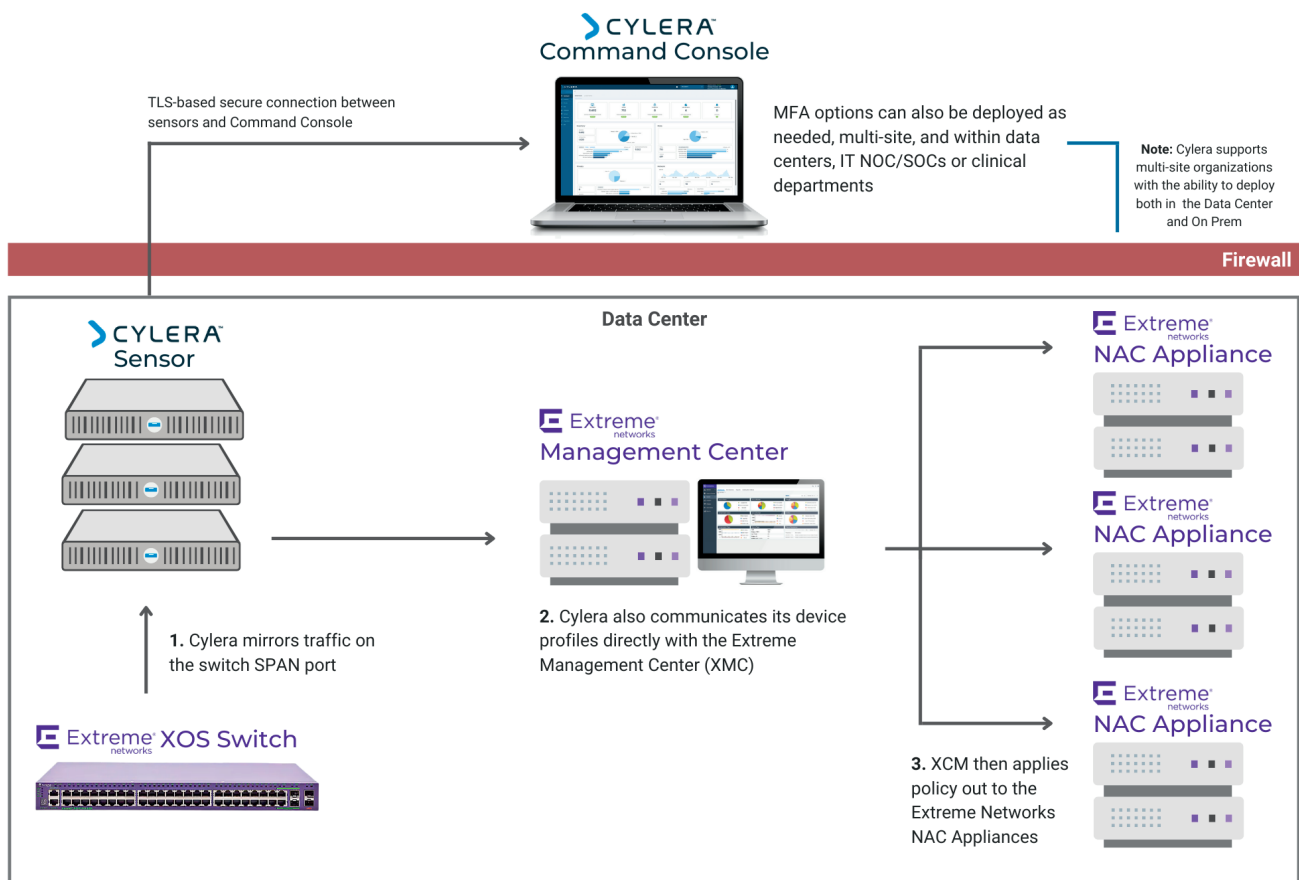 CYLERA™
Command Console
TLS-based secure connection between
sensors and Command Console
MFA options can also be deployed as
needed, multi-site, and within data
centers, IT NOC/SOCs or clinical
departments
Note: Cylera supports
multi-site organizations
with the ability to deploy
both in the Data Center
and On Prem
Firewall
Data Center
CYLERA™
Sensor
Extreme®
networks
Management Center
Extreme®
networks
NAC Appliance
Extreme®
networks
NAC Appliance
Extreme®
networks
NAC Appliance
1. Cylera mirrors traffic on
the switch SPAN port
2. Cylera also communicates its device
profiles directly with the Extreme
Management Center (XMC)
Extreme® XOS Switch
networks
3. XCM then applies
policy out to the
Extreme Networks
NAC Appliances